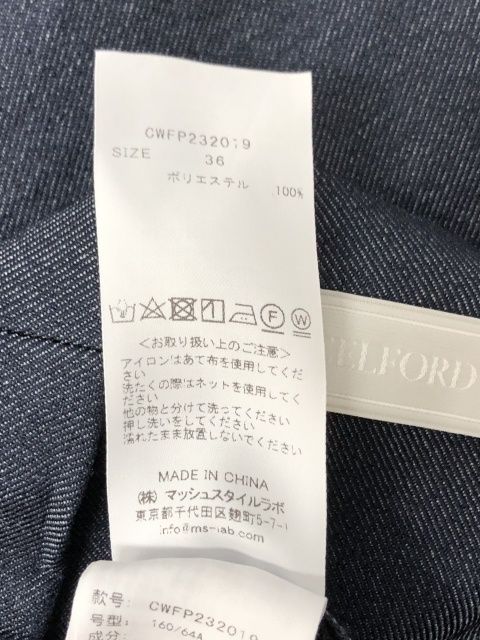 CWFP232019
SIZE 36
ポリエステル 100%
F W
<お取り扱い上のご注意>
アイロンはあて布を使用してくだ
さい
洗たくの際はネットを使用してく
ださい
他の物と分けて洗ってください
押し洗いをしてください
濡れたまま放置しないでください
MADE IN CHINA
(株) マッシュスタイルラボ
東京都千代田区麹町5-7-1
info@ms-lab.com
ELFORD
款号: CWFP232019
号型: 160/64A
成分: